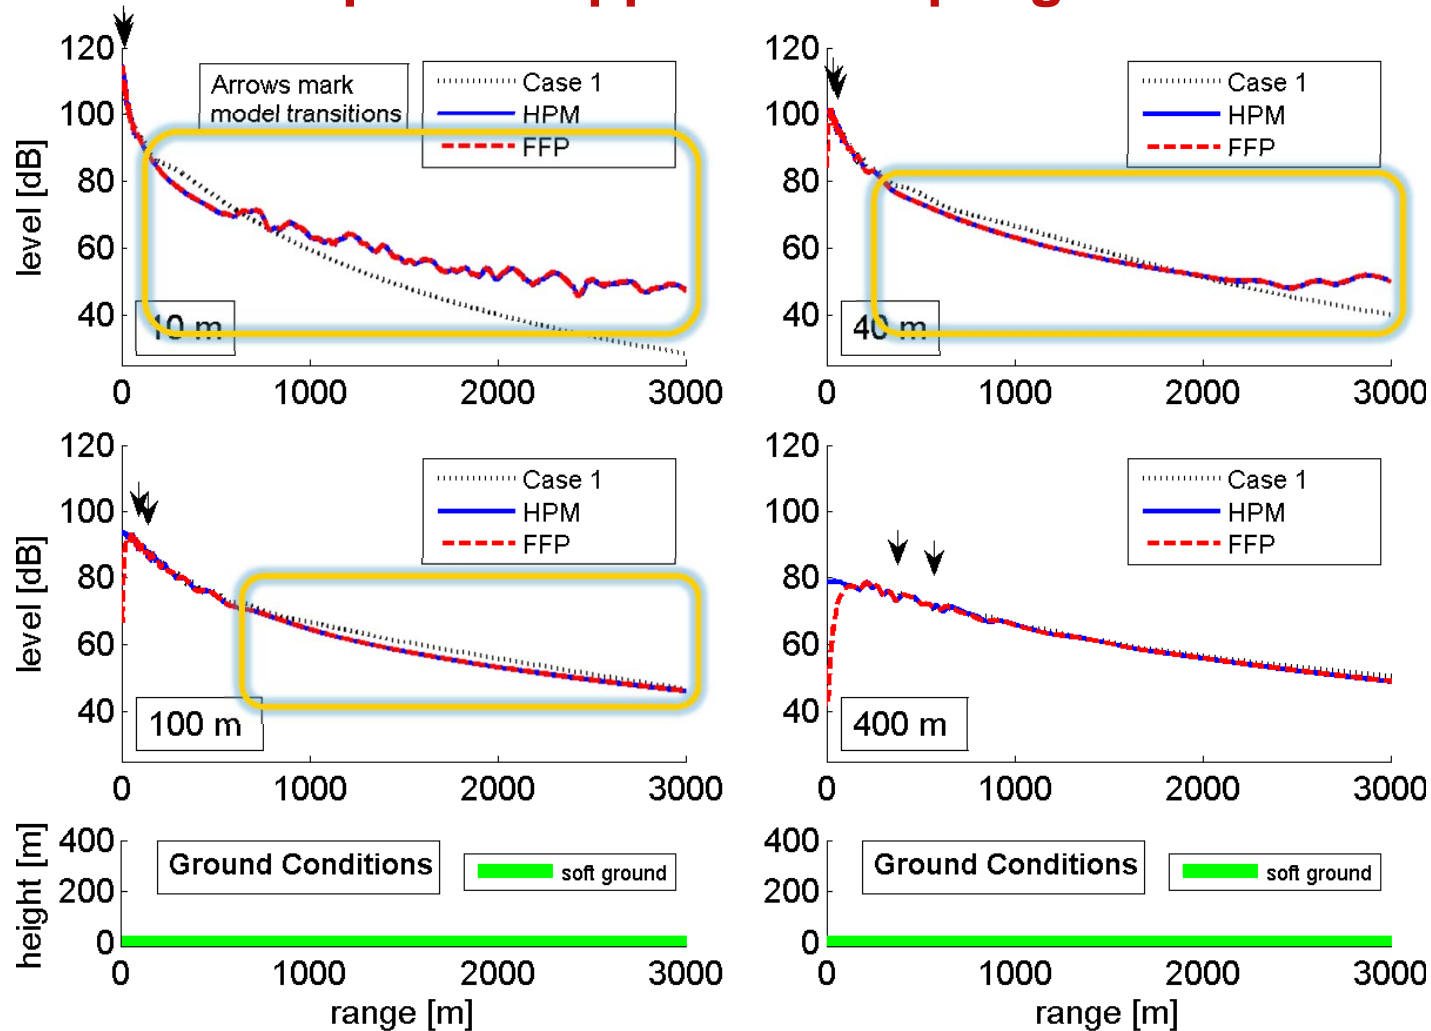 120
100
80
60
40
level [dB]
Arrows mark
model transitions
Case 1
HPM
FFP
10 m
0 1000 2000 3000
120
100
80
60
40
Case 1
HPM
FFP
40 m
0 1000 2000 3000
120
100
80
60
40
level [dB]
Case 1
HPM
FFP
100 m
0 1000 2000 3000
120
100
80
60
40
Case 1
HPM
FFP
400 m
0 1000 2000 3000
400
200
0
height [m]
Ground Conditions
soft ground
0 1000 2000 3000
range [m]
400
200
0
Ground Conditions
soft ground
0 1000 2000 3000
range [m]